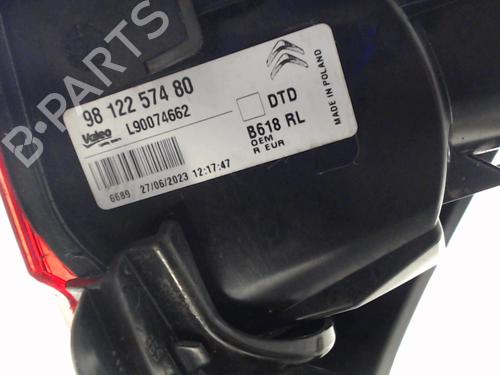 B-PARTS
98 122 574 80
Valeo L90074662
DTD
B618 RL
OEM
R EUR
6689 27/06/2023 12:17:47
MADE IN POLAND